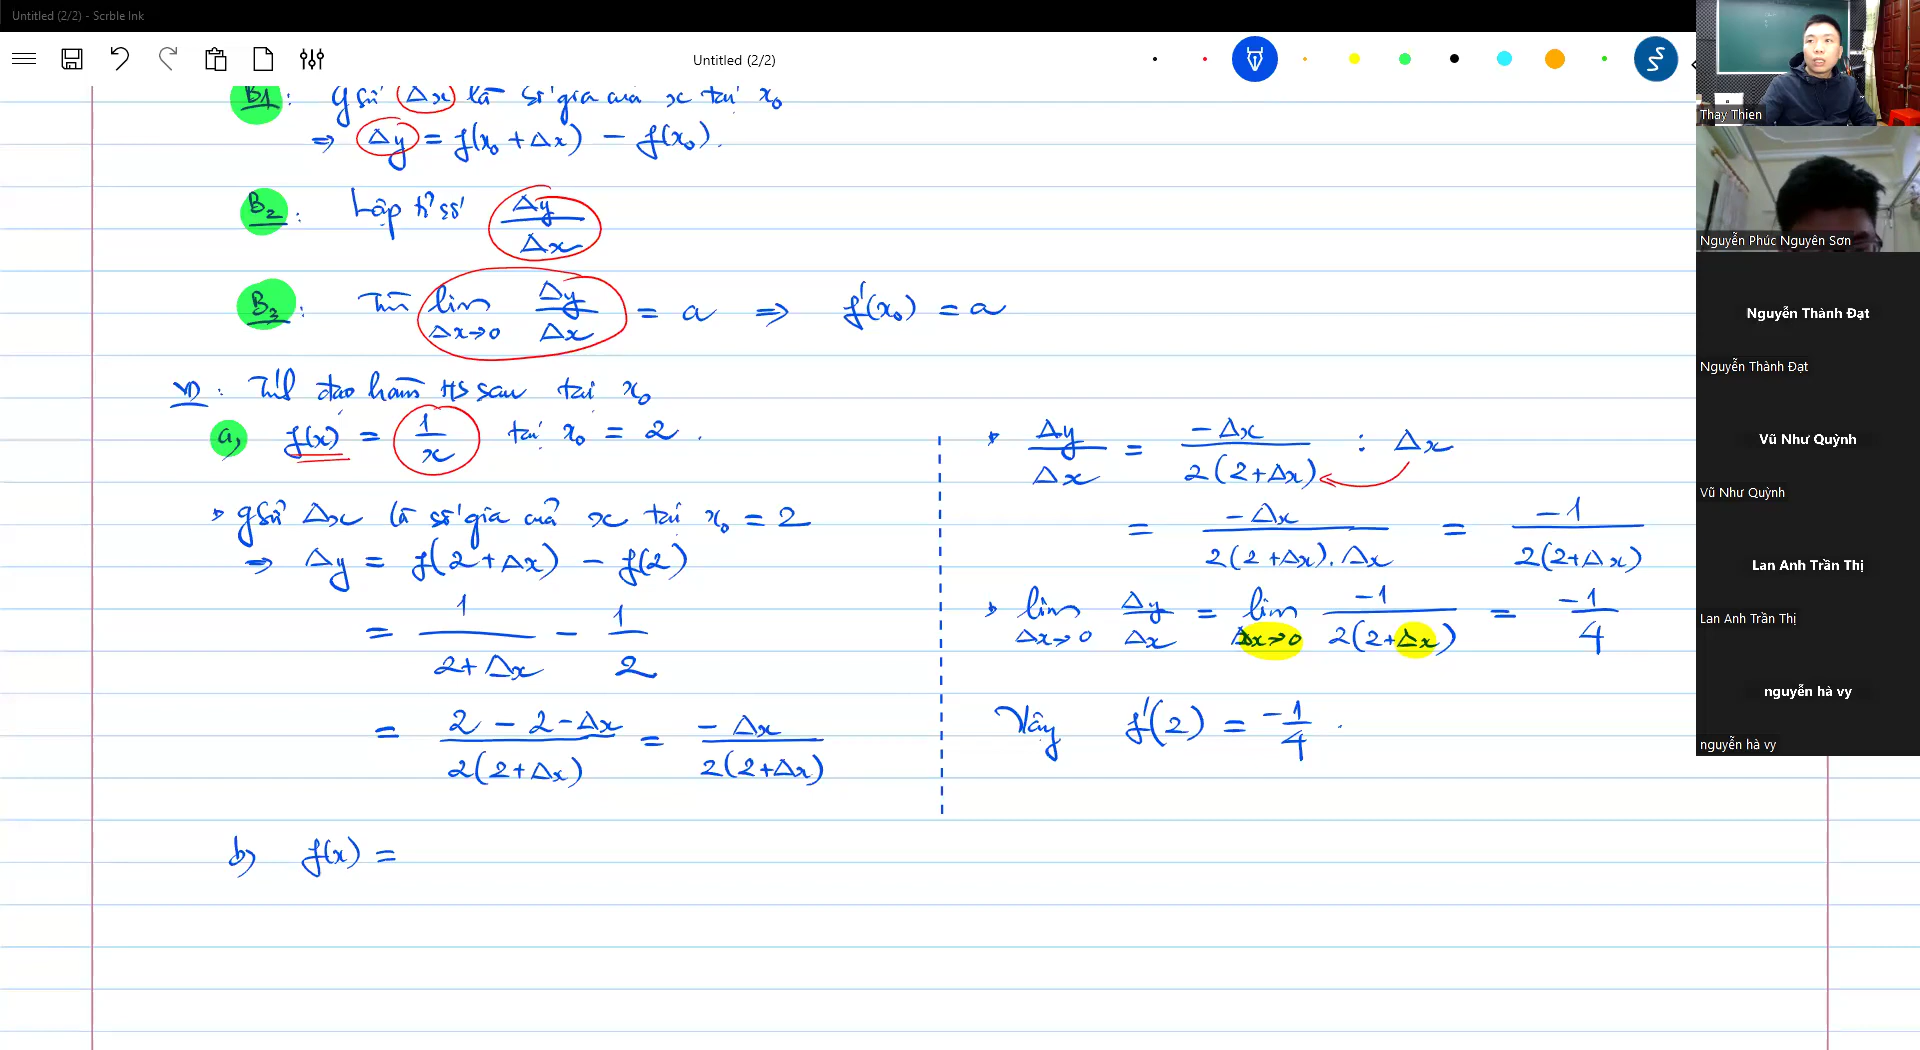 Untitled (2/2) - Scrble Ink
Untitled (2/2)
B1: gsử Δx là số gia của x tại x₀
⇒ Δy = f(x₀ + Δx) − f(x₀).
B2: Lập tỉ số Δy/Δx
B3: Tìm lim Δx→0 Δy/Δx = a ⇒ f'(x₀) = a
VD: Tính đạo hàm HS sau tại x₀
a, f(x) = 1/x tại x₀ = 2.
gsử Δx là số gia của x tại x₀ = 2
⇒ Δy = f(2+Δx) − f(2)
= 1/(2+Δx) − 1/2
= (2 − 2 − Δx)/(2(2+Δx)) = −Δx/(2(2+Δx))
Δy/Δx = −Δx/(2(2+Δx)) : Δx
= −Δx/(2(2+Δx).Δx) = −1/(2(2+Δx))
lim Δx→0 Δy/Δx = lim Δx→0 −1/(2(2+Δx)) = −1/4
Vậy f'(2) = −1/4.
b) f(x) =
Thay Thien
Nguyễn Phúc Nguyên Sơn
Nguyễn Thành Đạt
Nguyễn Thành Đạt
Vũ Như Quỳnh
Vũ Như Quỳnh
Lan Anh Trần Thị
Lan Anh Trần Thị
nguyễn hà vy
nguyễn hà vy